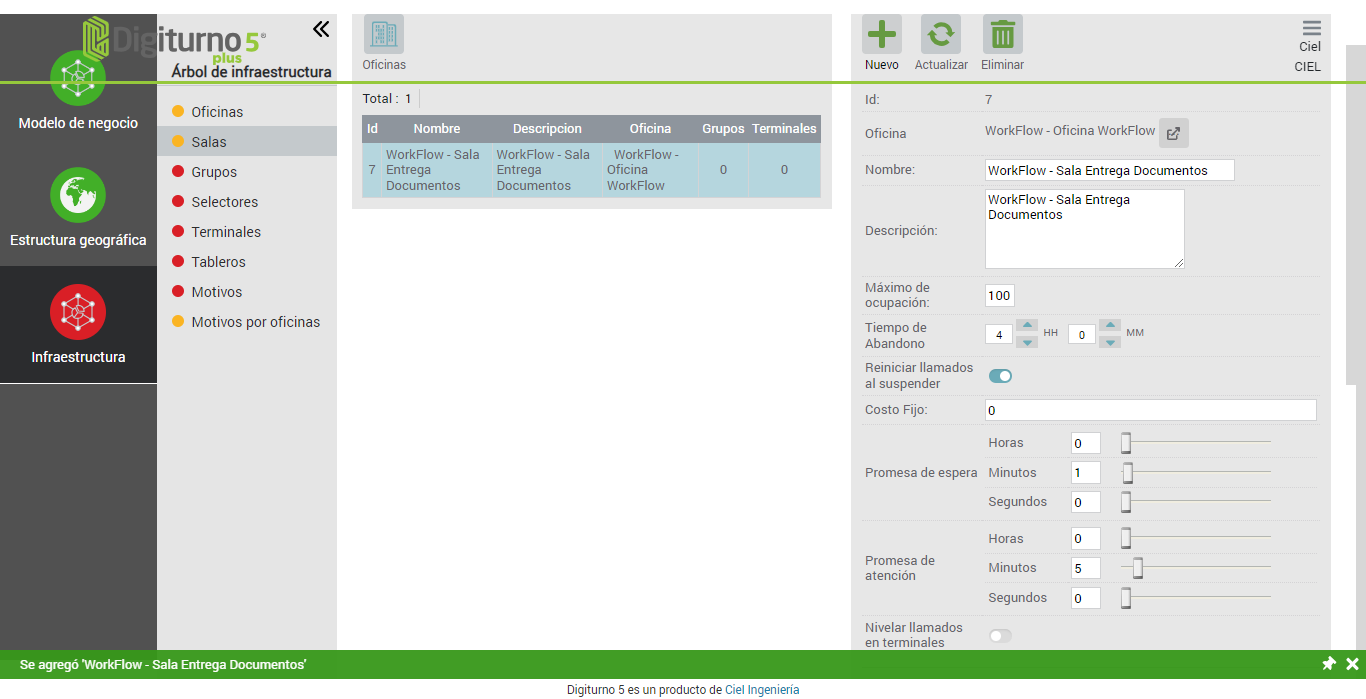 Digiturno 5®
plus
Árbol de infraestructura
Modelo de negocio
Estructura geográfica
Infraestructura
Oficinas
Salas
Grupos
Selectores
Terminales
Tableros
Motivos
Motivos por oficinas
Oficinas
Total : 1
Id Nombre Descripcion Oficina Grupos Terminales
7 WorkFlow - Sala Entrega Documentos WorkFlow - Sala Entrega Documentos WorkFlow - Oficina WorkFlow 0 0
Nuevo Actualizar Eliminar
Ciel
CIEL
Id: 7
Oficina WorkFlow - Oficina WorkFlow
Nombre: WorkFlow - Sala Entrega Documentos
Descripción: WorkFlow - Sala Entrega
Documentos
Máximo de
ocupación: 100
Tiempo de
Abandono 4 HH 0 MM
Reiniciar llamados
al suspender
Costo Fijo: 0
Promesa de espera
Horas 0
Minutos 1
Segundos 0
Promesa de
atención
Horas 0
Minutos 5
Segundos 0
Nivelar llamados
en terminales
Se agregó 'WorkFlow - Sala Entrega Documentos'
Digiturno 5 es un producto de Ciel Ingeniería